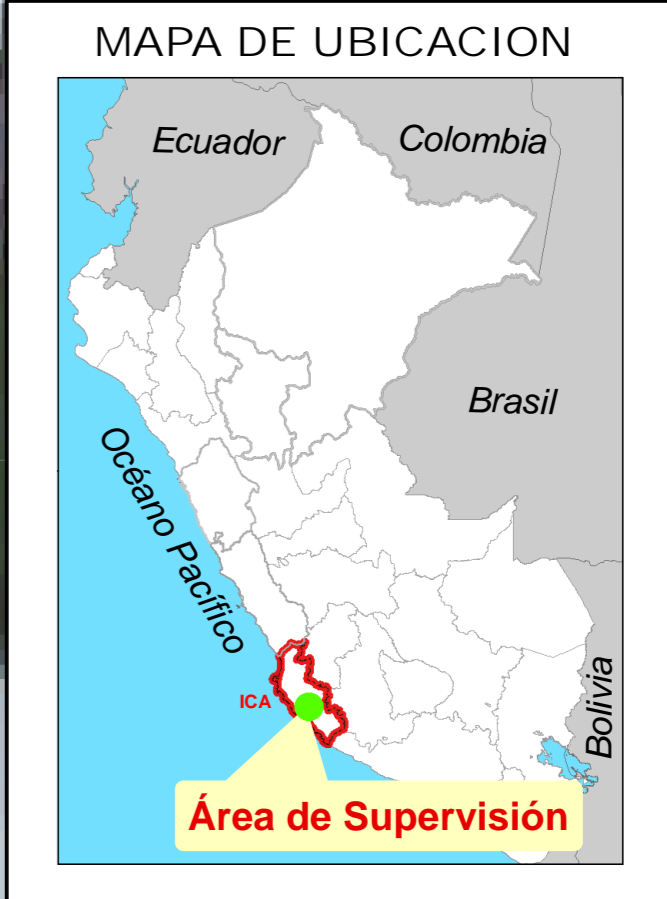 MAPA DE UBICACION
Ecuador
Colombia
Brasil
Océano Pacífico
Bolivia
ICA
Área de Supervisión